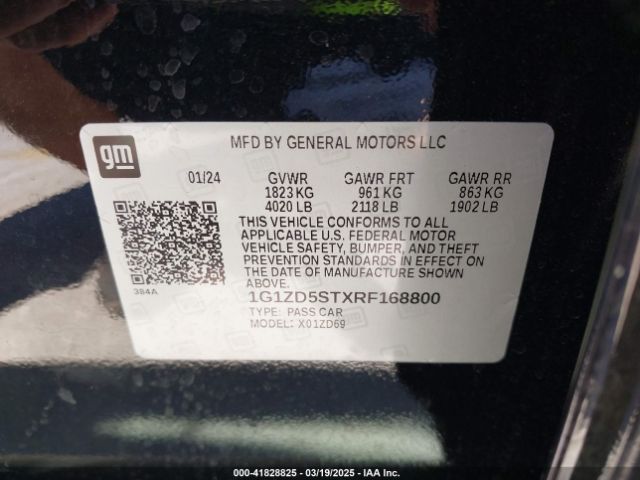 gm
MFD BY GENERAL MOTORS LLC
01/24 GVWR GAWR FRT GAWR RR
1823 KG 961 KG 863 KG
4020 LB 2118 LB 1902 LB
THIS VEHICLE CONFORMS TO ALL
APPLICABLE U.S. FEDERAL MOTOR
VEHICLE SAFETY, BUMPER, AND THEFT
PREVENTION STANDARDS IN EFFECT ON
THE DATE OF MANUFACTURE SHOWN
ABOVE.
384A
1G1ZD5STXRF168800
TYPE: PASS CAR
MODEL: X01ZD69
000-41828825 - 03/19/2025 - IAA Inc.